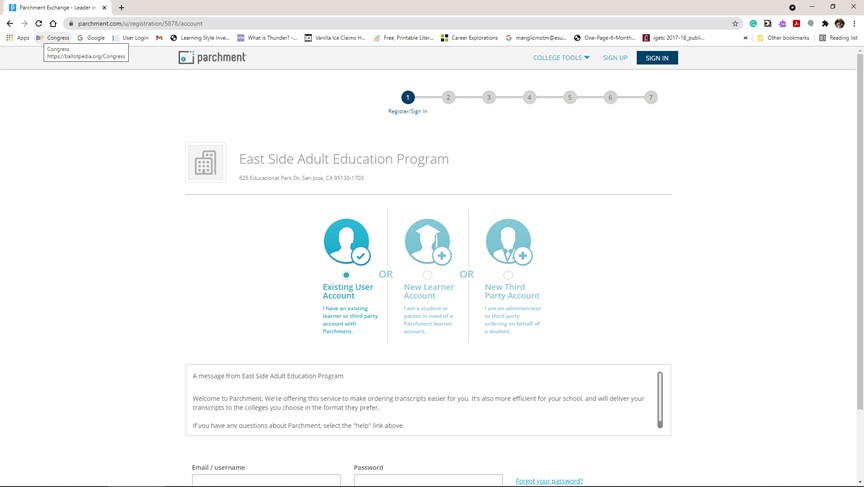 Parchment Exchange - Leader in
parchment.com/u/registration/5878/account
Apps
Congress
Google
User Login
Learning Style Inve...
What is Thunder? -...
Vanilla Ice Claims H...
Free, Printable Liter...
Career Explorations
manglicmotm@esu...
One-Page-6-Month...
igetc 2017-18_publi...
Other bookmarks
Reading list
Congress
https://ballotpedia.org/Congress
parchment
COLLEGE TOOLS
SIGN UP
SIGN IN
1 2 3 4 5 6 7
Register/Sign In
East Side Adult Education Program
625 Educational Park Dr, San Jose, CA 95133-1703
OR
OR
Existing User
Account
I have an existing
learner or third party
account with
Parchment.
New Learner
Account
I am a student or
parent in need of a
Parchment learner
account.
New Third
Party Account
I am an administrator
or third party
ordering on behalf of
a student.
A message from East Side Adult Education Program
Welcome to Parchment. We're offering this service to make ordering transcripts easier for you. It's also more efficient for your school, and will deliver your
transcripts to the colleges you choose in the format they prefer.
If you have any questions about Parchment, select the "help" link above.
Email / username
Password
Forgot your password?